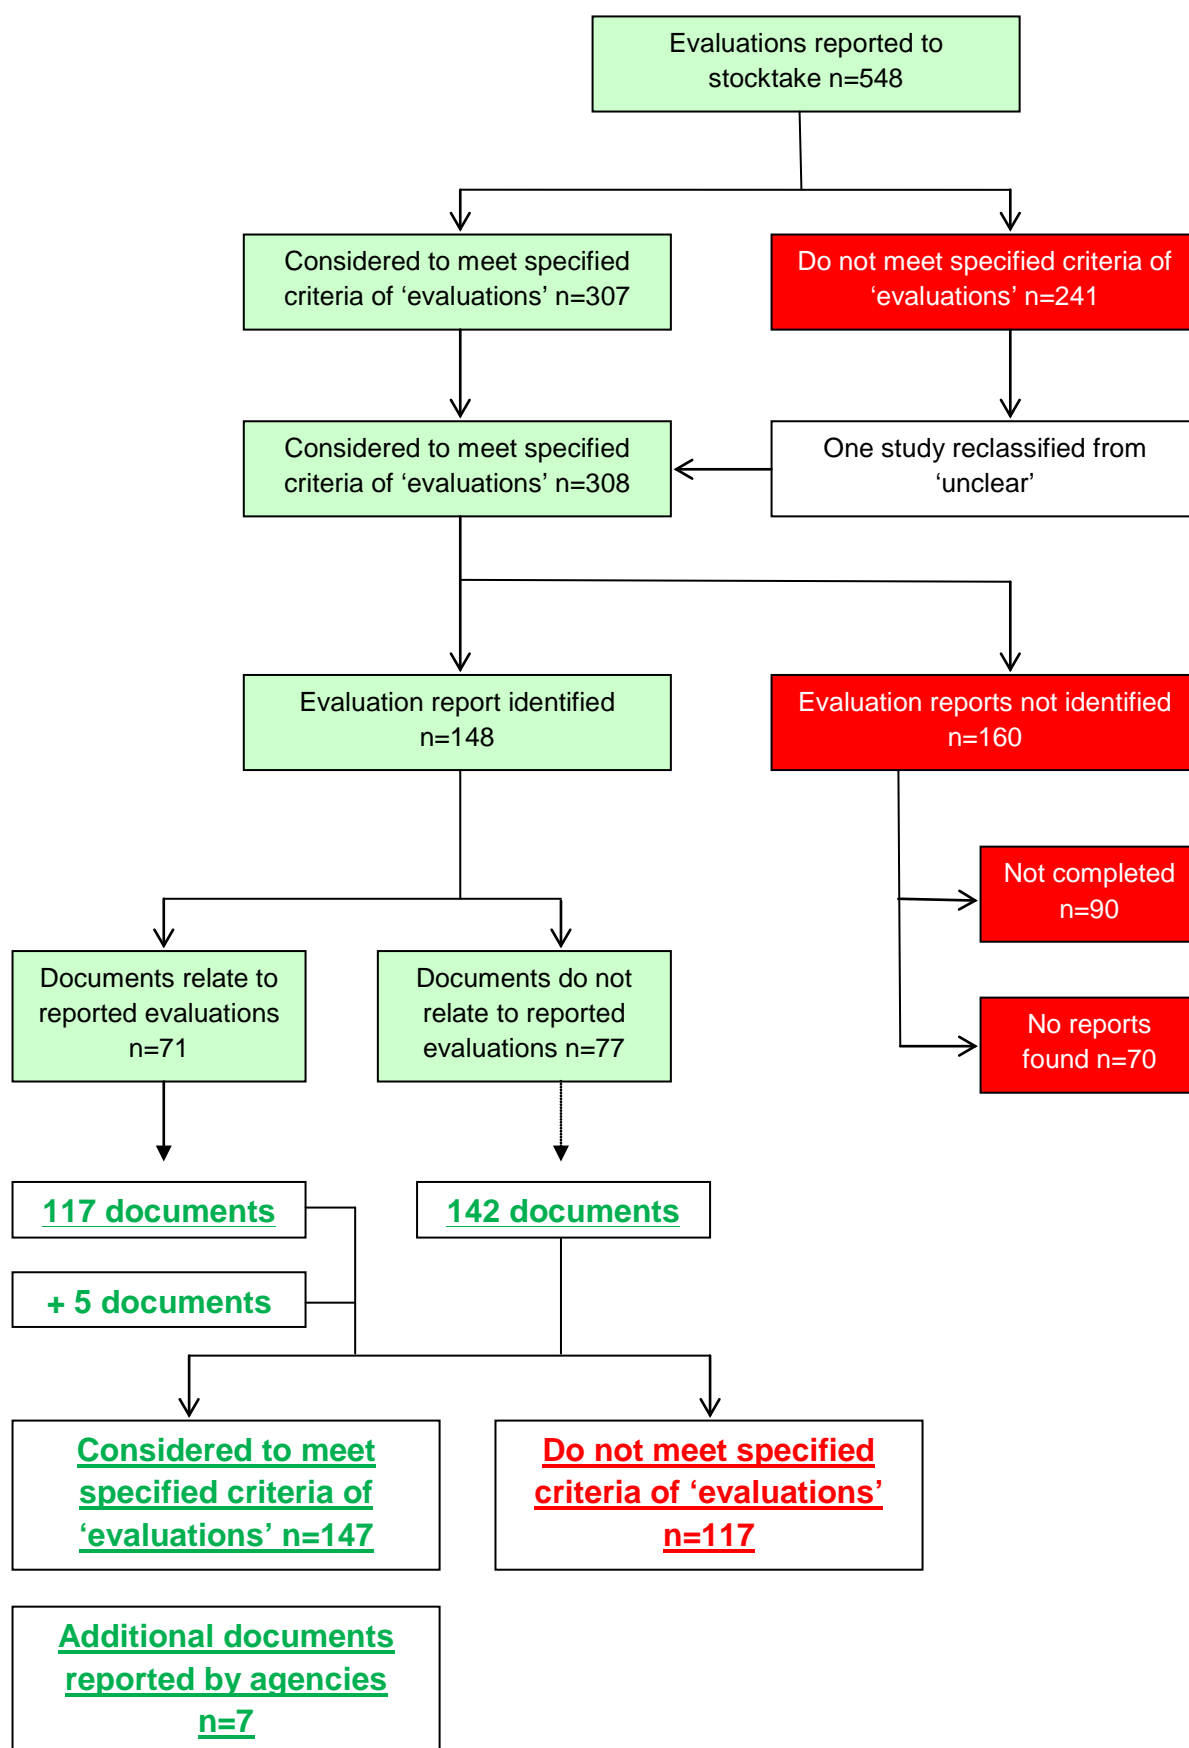 Evaluations reported to
stocktake n=548
Considered to meet specified
criteria of ‘evaluations’ n=307
Do not meet specified criteria of
‘evaluations’ n=241
Considered to meet specified
criteria of ‘evaluations’ n=308
One study reclassified from
‘unclear’
Evaluation report identified
n=148
Evaluation reports not identified
n=160
Not completed
n=90
Documents relate to
reported evaluations
n=71
Documents do not
relate to reported
evaluations n=77
No reports
found n=70
117 documents
142 documents
+ 5 documents
Considered to meet
specified criteria of
‘evaluations’ n=147
Do not meet specified
criteria of ‘evaluations’
n=117
Additional documents
reported by agencies
n=7